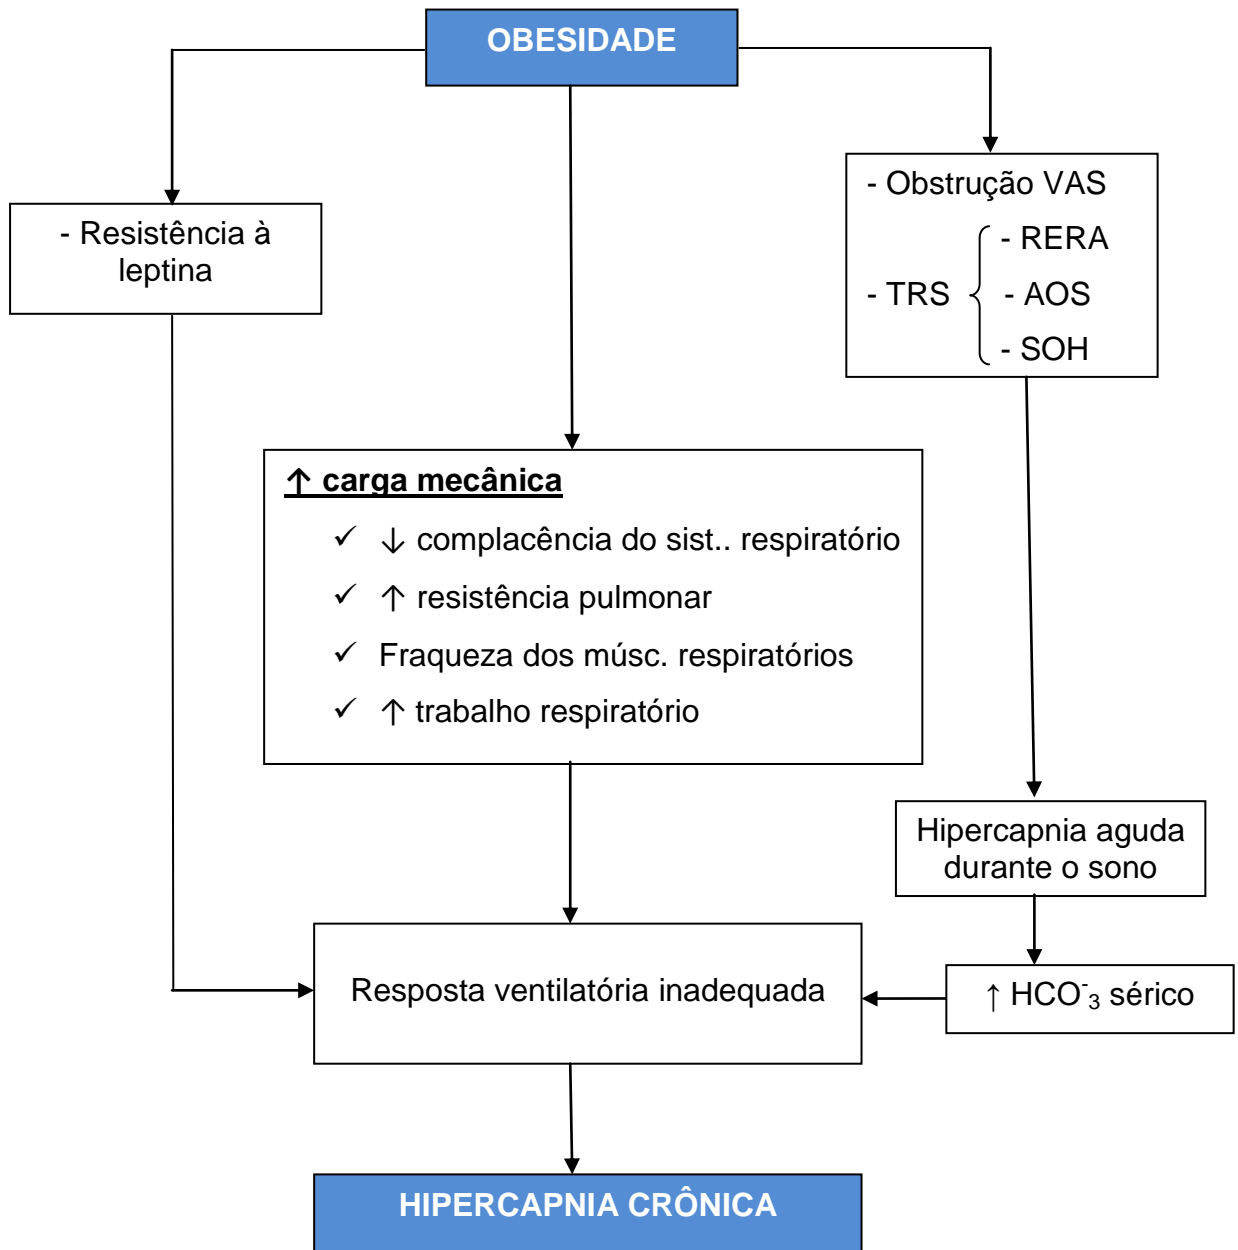 OBESIDADE
- Resistência à
leptina
- Obstrução VAS
- RERA
- TRS - AOS
- SOH
↑ carga mecânica
✓ ↓ complacência do sist.. respiratório
✓ ↑ resistência pulmonar
✓ Fraqueza dos músc. respiratórios
✓ ↑ trabalho respiratório
Hipercapnia aguda
durante o sono
Resposta ventilatória inadequada
↑ HCO⁻₃ sérico
HIPERCAPNIA CRÔNICA